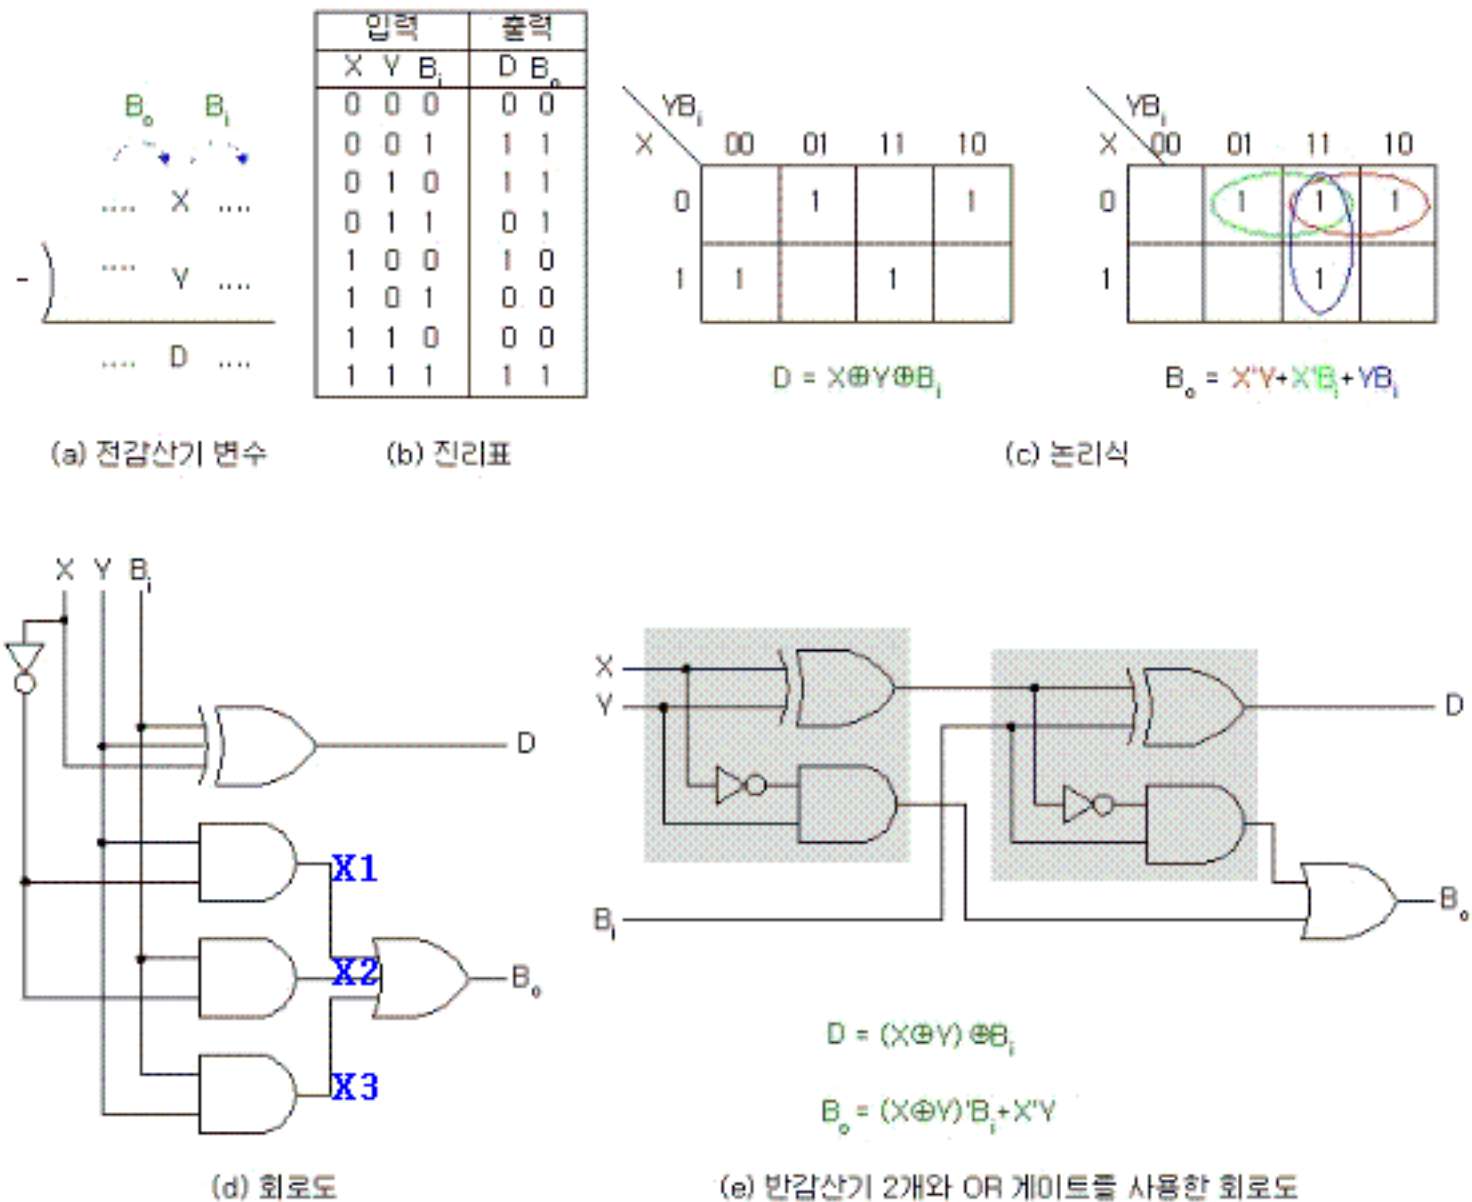 B₀ Bᵢ
.... X ....
- .... Y ....
.... D ....
(a) 전감산기 변수
입력 출력
X Y Bᵢ D B₀
0 0 0 0 0
0 0 1 1 1
0 1 0 1 1
0 1 1 0 1
1 0 0 1 0
1 0 1 0 0
1 1 0 0 0
1 1 1 1 1
(b) 진리표
YBᵢ
X 00 01 11 10
0 1 1
1 1 1
D = X⊕Y⊕Bᵢ
YBᵢ
X 00 01 11 10
0 1 1 1
1 1
B₀ = X'Y+X'Bᵢ+YBᵢ
(c) 논리식
X Y Bᵢ
D
X1
X2
B₀
X3
(d) 회로도
X
Y
D
Bᵢ
B₀
D = (X⊕Y)⊕Bᵢ
B₀ = (X⊕Y)'Bᵢ+X'Y
(e) 반감산기 2개와 OR 게이트를 사용한 회로도